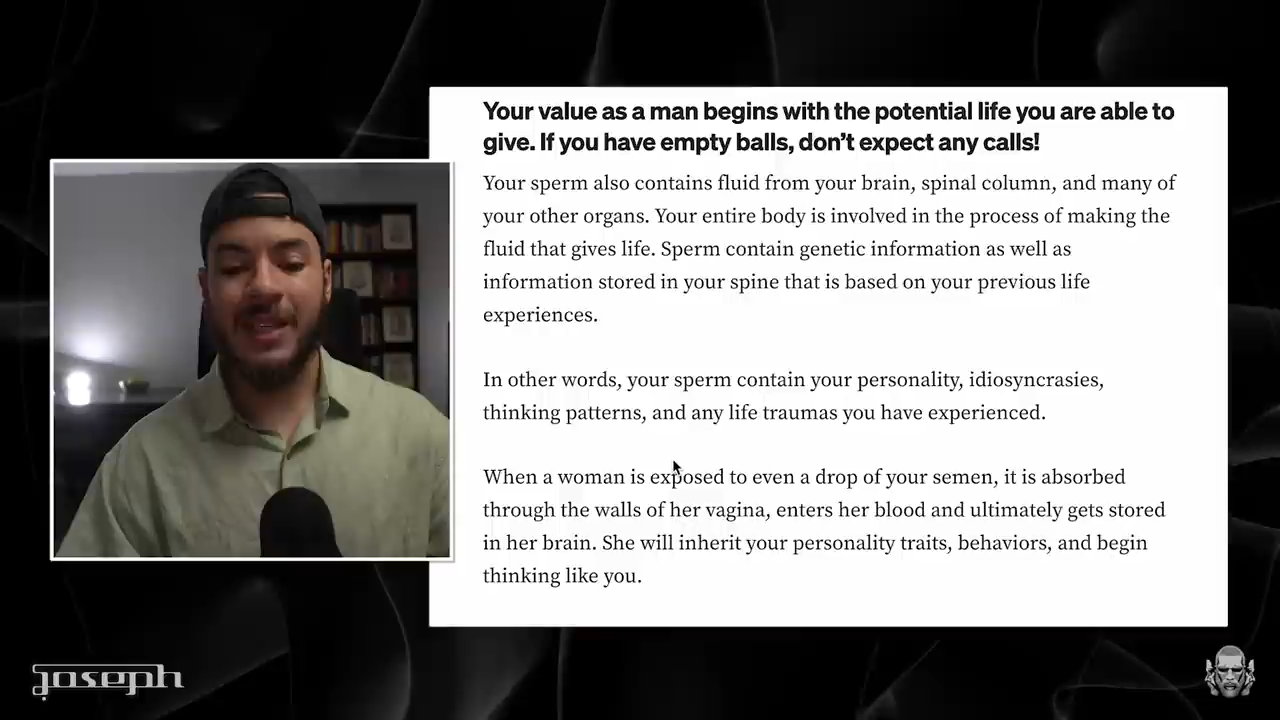 Your value as a man begins with the potential life you are able to
give. If you have empty balls, don't expect any calls!
Your sperm also contains fluid from your brain, spinal column, and many of
your other organs. Your entire body is involved in the process of making the
fluid that gives life. Sperm contain genetic information as well as
information stored in your spine that is based on your previous life
experiences.
In other words, your sperm contain your personality, idiosyncrasies,
thinking patterns, and any life traumas you have experienced.
When a woman is exposed to even a drop of your semen, it is absorbed
through the walls of her vagina, enters her blood and ultimately gets stored
in her brain. She will inherit your personality traits, behaviors, and begin
thinking like you.
joseph